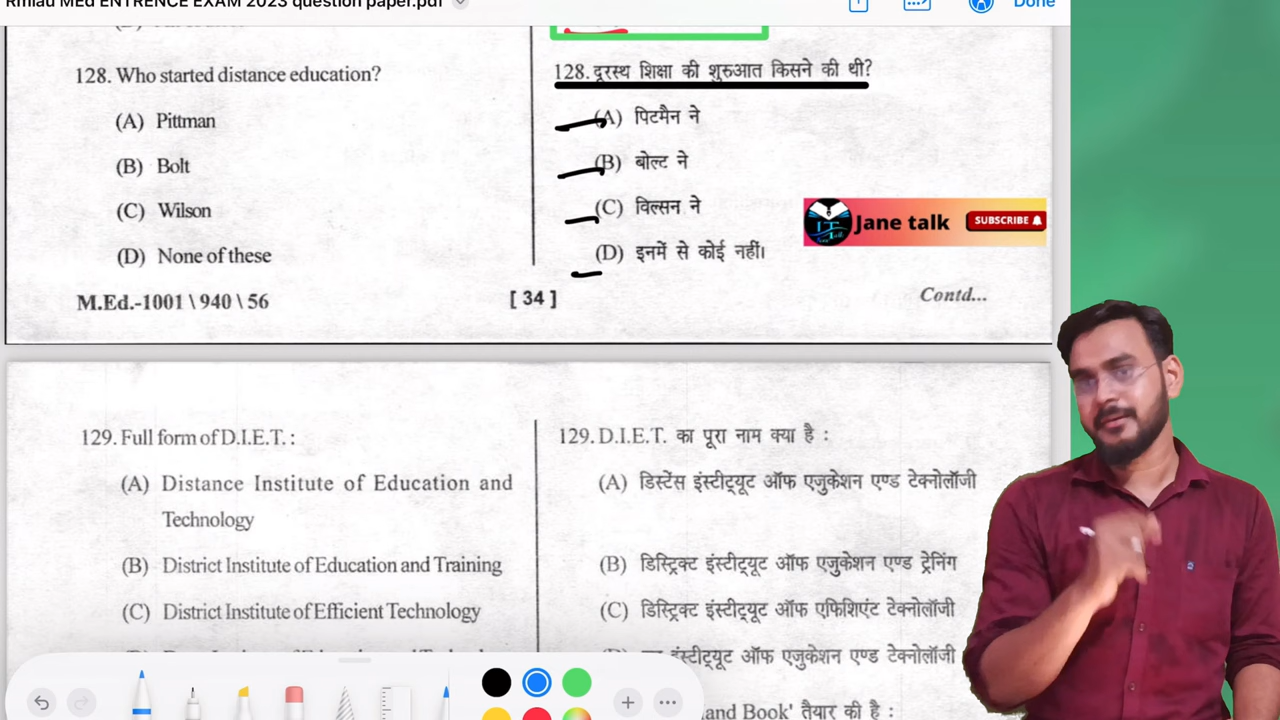 Rmlau MEd ENTRENCE EXAM 2023 question paper.pdf
Done
128. Who started distance education?
(A) Pittman
(B) Bolt
(C) Wilson
(D) None of these
128. दूरस्थ शिक्षा की शुरुआत किसने की थी?
(A) पिटमैन ने
(B) बोल्ट ने
(C) विल्सन ने
(D) इनमें से कोई नहीं।
Jane talk
SUBSCRIBE
M.Ed.-1001 \ 940 \ 56
[ 34 ]
Contd...
129. Full form of D.I.E.T. :
(A) Distance Institute of Education and
Technology
(B) District Institute of Education and Training
(C) District Institute of Efficient Technology
129. D.I.E.T. का पूरा नाम क्या है :
(A) डिस्टेंस इंस्टीट्यूट ऑफ एजुकेशन एण्ड टेक्नोलॉजी
(B) डिस्ट्रिक्ट इंस्टीट्यूट ऑफ एजुकेशन एण्ड ट्रेनिंग
(C) डिस्ट्रिक्ट इंस्टीट्यूट ऑफ एफिशिएंट टेक्नोलॉजी
इंस्टीट्यूट ऑफ एजुकेशन एण्ड टेक्नोलॉजी
and Book' तैयार की है :